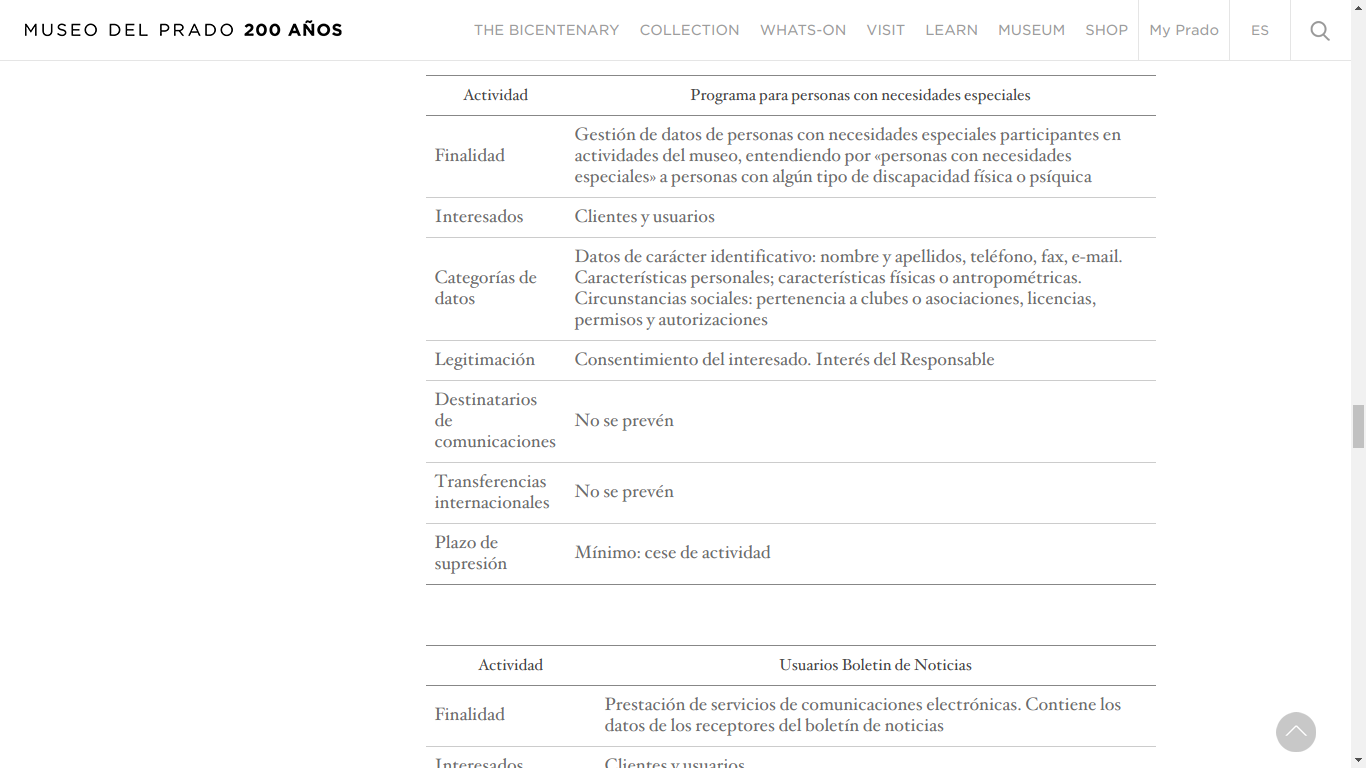 MUSEO DEL PRADO 200 AÑOS
THE BICENTENARY COLLECTION WHATS-ON VISIT LEARN MUSEUM SHOP My Prado ES
Actividad Programa para personas con necesidades especiales
Finalidad
Gestión de datos de personas con necesidades especiales participantes en
actividades del museo, entendiendo por «personas con necesidades
especiales» a personas con algún tipo de discapacidad física o psíquica
Interesados Clientes y usuarios
Categorías de
datos
Datos de carácter identificativo: nombre y apellidos, teléfono, fax, e-mail.
Características personales; características físicas o antropométricas.
Circunstancias sociales: pertenencia a clubes o asociaciones, licencias,
permisos y autorizaciones
Legitimación Consentimiento del interesado. Interés del Responsable
Destinatarios
de
comunicaciones
No se prevén
Transferencias
internacionales
No se prevén
Plazo de
supresión
Mínimo: cese de actividad
Actividad Usuarios Boletin de Noticias
Finalidad
Prestación de servicios de comunicaciones electrónicas. Contiene los
datos de los receptores del boletín de noticias
Interesados Clientes y usuarios